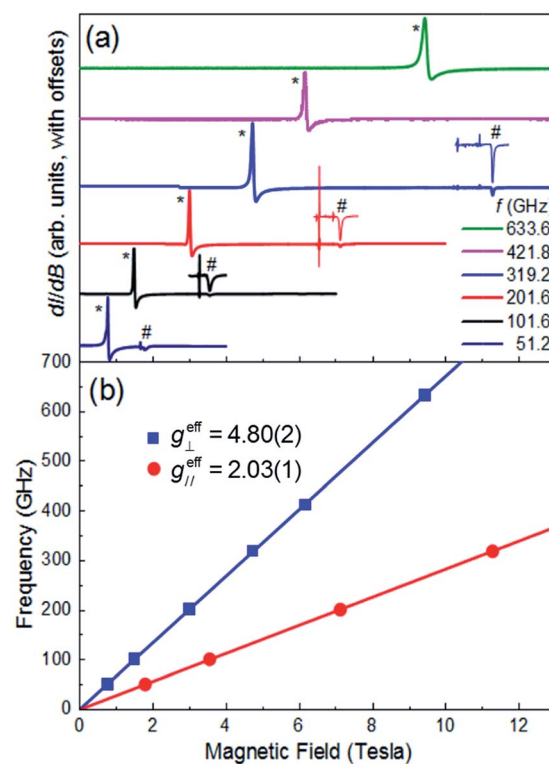 (a)
dI/dB (arb. units, with offsets)
*
*
*
#
*
#
*
#
*
#
f (GHz)
633.6
421.8
319.2
201.6
101.6
51.2
(b)
g⊥^eff = 4.80(2)
g//^eff = 2.03(1)
Frequency (GHz)
700
600
500
400
300
200
100
0
0 2 4 6 8 10 12
Magnetic Field (Tesla)